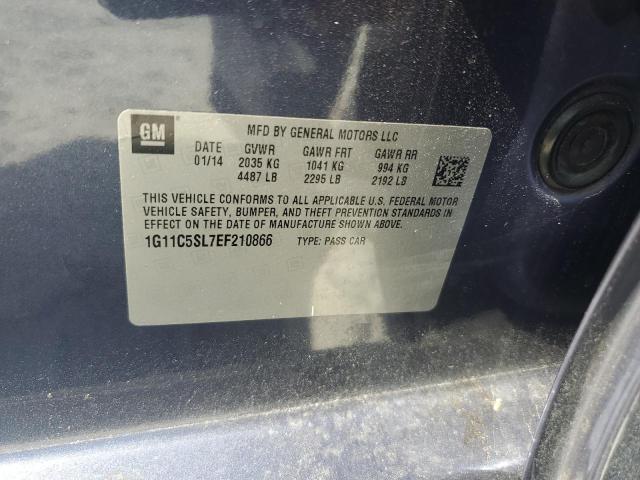 GM
MFD BY GENERAL MOTORS LLC
DATE GVWR GAWR FRT GAWR RR
01/14 2035 KG 1041 KG 994 KG
4487 LB 2295 LB 2192 LB
THIS VEHICLE CONFORMS TO ALL APPLICABLE U.S. FEDERAL MOTOR
VEHICLE SAFETY, BUMPER, AND THEFT PREVENTION STANDARDS IN
EFFECT ON THE DATE OF MANUFACTURE SHOWN ABOVE.
1G11C5SL7EF210866 TYPE: PASS CAR